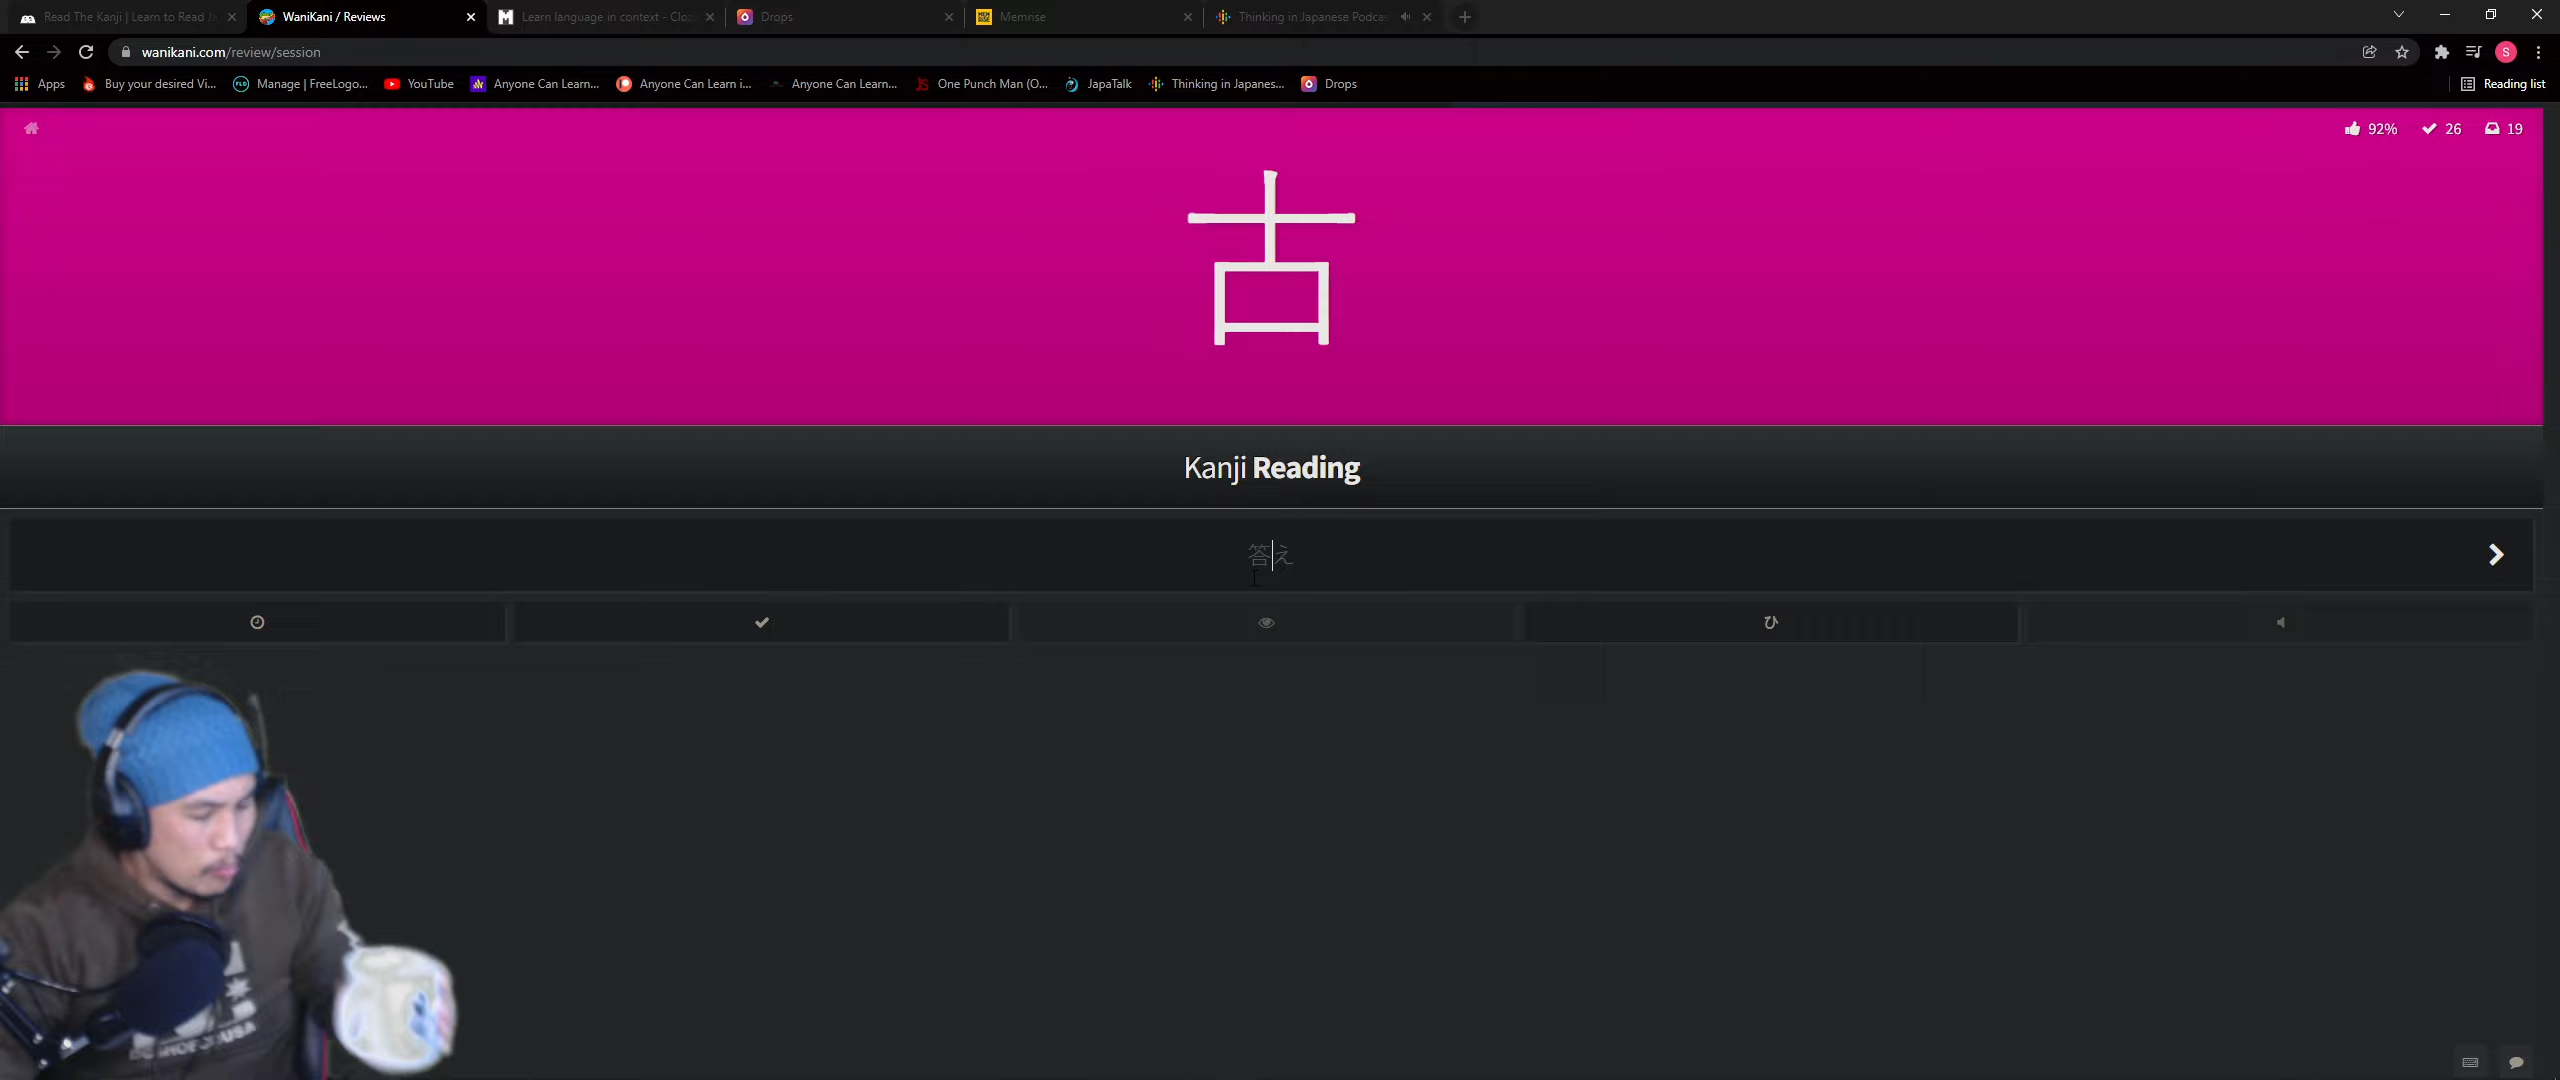 Read The Kanji | Learn to Read Ja
WaniKani / Reviews
Learn language in context - Cloz
Drops
Memrise
Thinking in Japanese Podcas
wanikani.com/review/session
S
Apps
Buy your desired Vi...
Manage | FreeLogo...
YouTube
Anyone Can Learn...
Anyone Can Learn i...
Anyone Can Learn...
One Punch Man (O...
JapaTalk
Thinking in Japanes...
Drops
Reading list
92%
26
19
古
Kanji Reading
答え
ひ